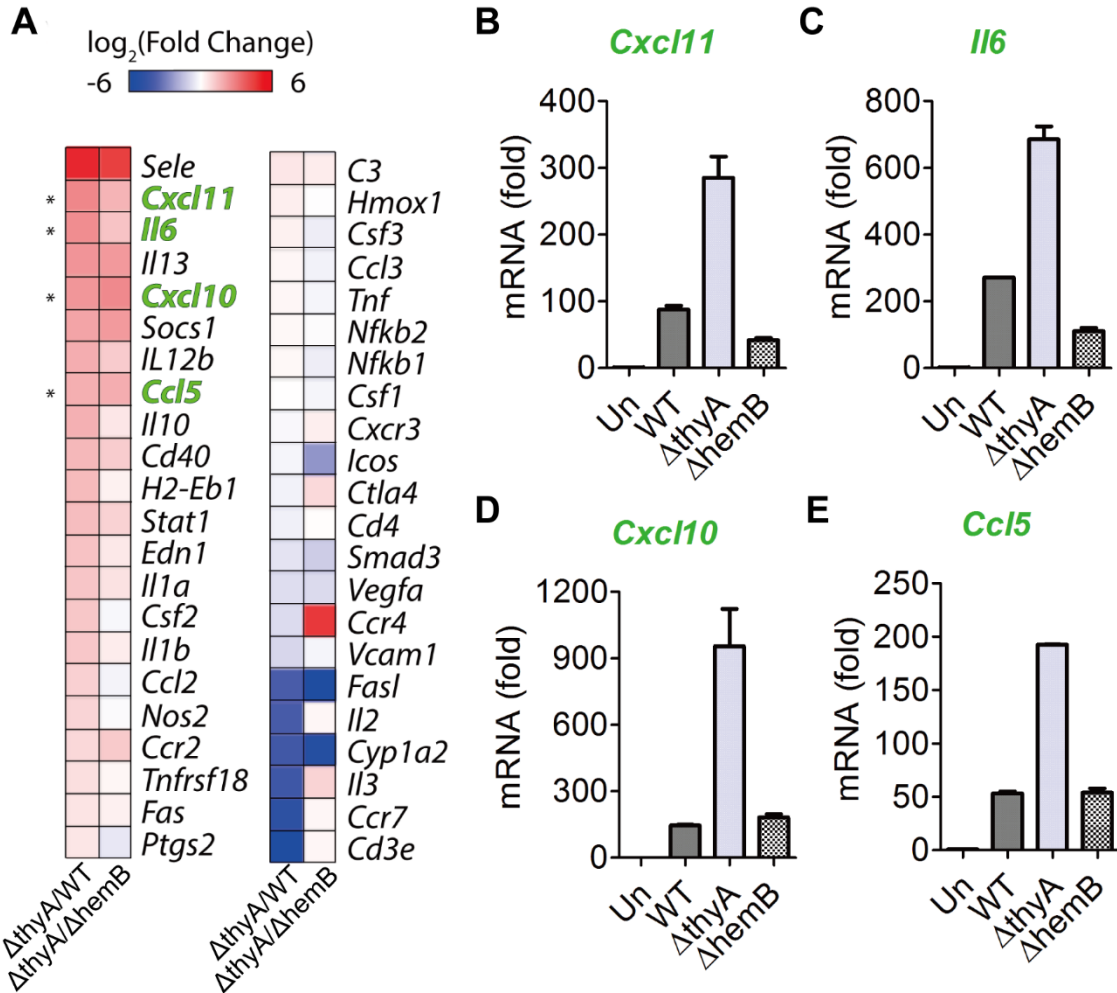 A
log₂(Fold Change)
-6 6
Sele
* Cxcl11
* Il6
Il13
* Cxcl10
Socs1
IL12b
* Ccl5
Il10
Cd40
H2-Eb1
Stat1
Edn1
Il1a
Csf2
Il1b
Ccl2
Nos2
Ccr2
Tnfrsf18
Fas
Ptgs2
ΔthyA/WT
ΔthyA/ΔhemB
C3
Hmox1
Csf3
Ccl3
Tnf
Nfkb2
Nfkb1
Csf1
Cxcr3
Icos
Ctla4
Cd4
Smad3
Vegfa
Ccr4
Vcam1
Fasl
Il2
Cyp1a2
Il3
Ccr7
Cd3e
ΔthyA/WT
ΔthyA/ΔhemB
B
Cxcl11
mRNA (fold)
400
300
200
100
0
Un WT ΔthyA ΔhemB
C
Il6
mRNA (fold)
800
600
400
200
0
Un WT ΔthyA ΔhemB
D
Cxcl10
mRNA (fold)
1200
900
600
300
0
Un WT ΔthyA ΔhemB
E
Ccl5
mRNA (fold)
250
200
150
100
50
0
Un WT ΔthyA ΔhemB